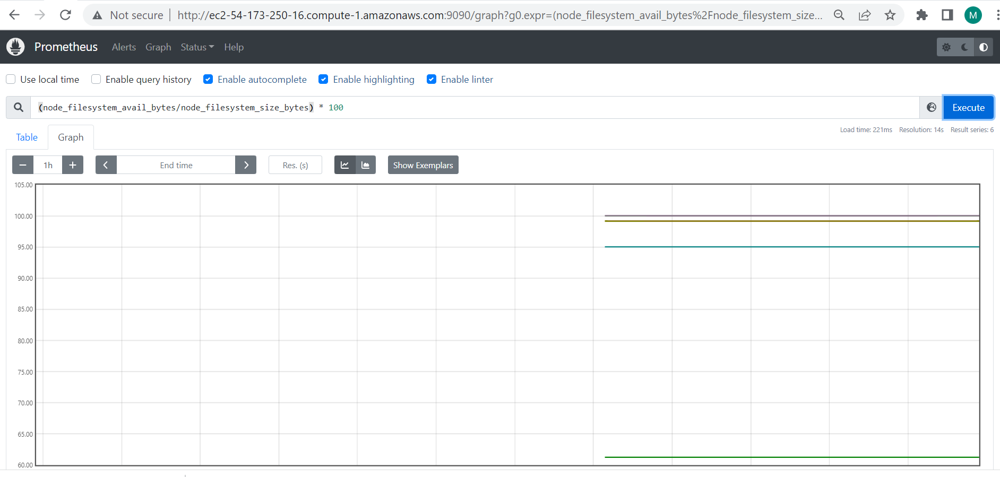 Not secure http://ec2-54-173-250-16.compute-1.amazonaws.com:9090/graph?g0.expr=(node_filesystem_avail_bytes%2Fnode_filesystem_size... M
Prometheus Alerts Graph Status Help
Use local time Enable query history Enable autocomplete Enable highlighting Enable linter
(node_filesystem_avail_bytes/node_filesystem_size_bytes) * 100 Execute
Load time: 221ms Resolution: 14s Result series: 6
Table Graph
1h End time Res. (s) Show Exemplars
105.00
100.00
95.00
90.00
85.00
80.00
75.00
70.00
65.00
60.00